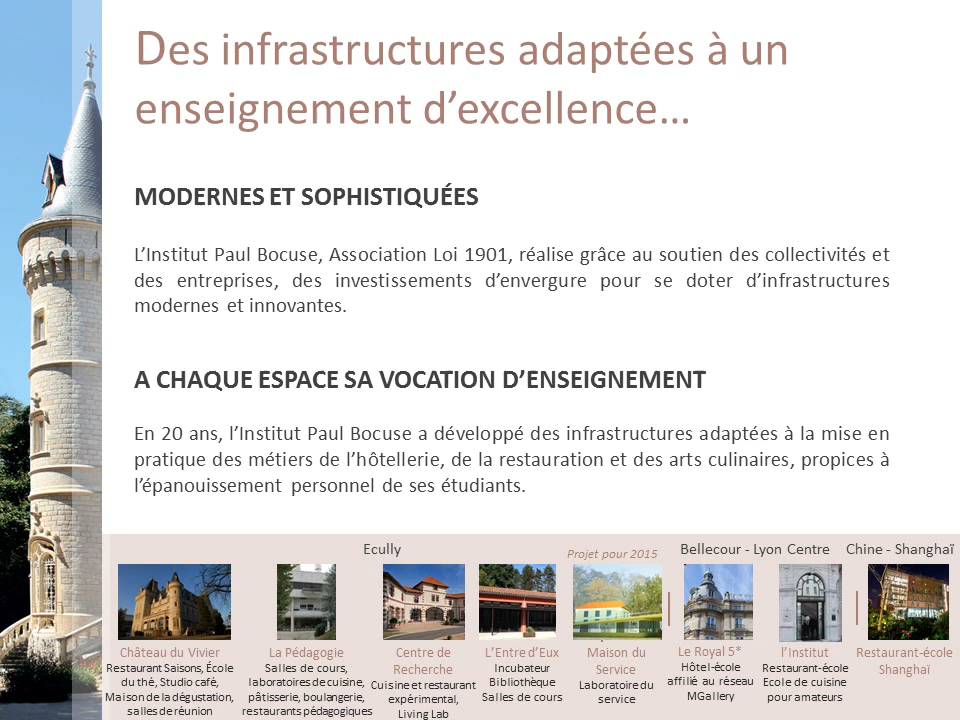 Des infrastructures adaptées à un
enseignement d’excellence…
MODERNES ET SOPHISTIQUÉES
L’Institut Paul Bocuse, Association Loi 1901, réalise grâce au soutien des collectivités et
des entreprises, des investissements d’envergure pour se doter d’infrastructures
modernes et innovantes.
A CHAQUE ESPACE SA VOCATION D’ENSEIGNEMENT
En 20 ans, l’Institut Paul Bocuse a développé des infrastructures adaptées à la mise en
pratique des métiers de l’hôtellerie, de la restauration et des arts culinaires, propices à
l’épanouissement personnel de ses étudiants.
Ecully
Projet pour 2015
Bellecour - Lyon Centre
Chine - Shanghaï
Château du Vivier
Restaurant Saisons, École
du thé, Studio café,
Maison de la dégustation,
salles de réunion
La Pédagogie
Salles de cours,
laboratoires de cuisine,
pâtisserie, boulangerie,
restaurants pédagogiques
Centre de
Recherche
Cuisine et restaurant
expérimental,
Living Lab
L’Entre d’Eux
Incubateur
Bibliothèque
Salles de cours
Maison du
Service
Laboratoire du
service
Le Royal 5*
Hôtel-école
affilié au réseau
MGallery
l’Institut
Restaurant-école
Ecole de cuisine
pour amateurs
Restaurant-école
Shanghaï